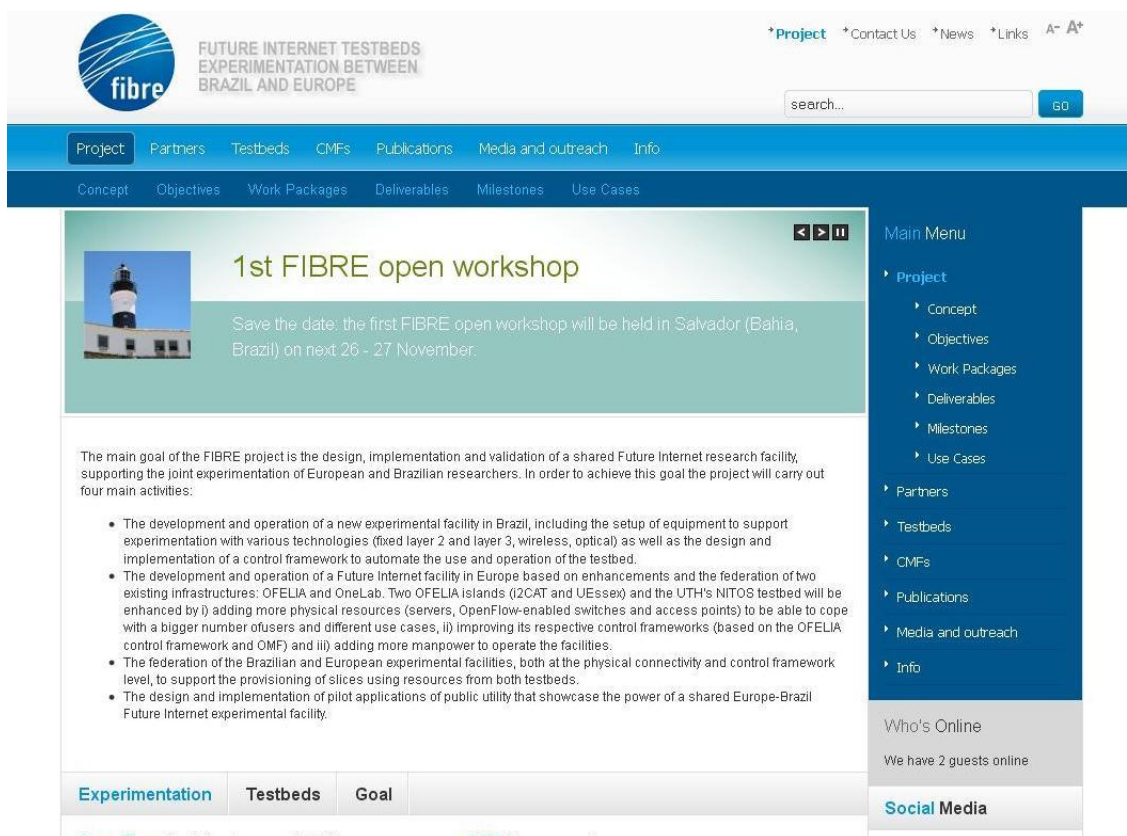 fibre
FUTURE INTERNET TESTBEDS
EXPERIMENTATION BETWEEN
BRAZIL AND EUROPE
Project Contact Us News Links A- A+
search... GO
Project Partners Testbeds CMFs Publications Media and outreach Info
Concept Objectives Work Packages Deliverables Milestones Use Cases
1st FIBRE open workshop
Save the date: the first FIBRE open workshop will be held in Salvador (Bahia,
Brazil) on next 26 - 27 November.
The main goal of the FIBRE project is the design, implementation and validation of a shared Future Internet research facility,
supporting the joint experimentation of European and Brazilian researchers. In order to achieve this goal the project will carry out
four main activities:
• The development and operation of a new experimental facility in Brazil, including the setup of equipment to support
experimentation with various technologies (fixed layer 2 and layer 3, wireless, optical) as well as the design and
implementation of a control framework to automate the use and operation of the testbed.
• The development and operation of a Future Internet facility in Europe based on enhancements and the federation of two
existing infrastructures: OFELIA and OneLab. Two OFELIA islands (i2CAT and UEssex) and the UTH's NITOS testbed will be
enhanced by i) adding more physical resources (servers, OpenFlow-enabled switches and access points) to be able to cope
with a bigger number ofusers and different use cases, ii) improving its respective control frameworks (based on the OFELIA
control framework and OMF) and iii) adding more manpower to operate the facilities.
• The federation of the Brazilian and European experimental facilities, both at the physical connectivity and control framework
level, to support the provisioning of slices using resources from both testbeds.
• The design and implementation of pilot applications of public utility that showcase the power of a shared Europe-Brazil
Future Internet experimental facility.
Experimentation Testbeds Goal
Main Menu
Project
Concept
Objectives
Work Packages
Deliverables
Milestones
Use Cases
Partners
Testbeds
CMFs
Publications
Media and outreach
Info
Who's Online
We have 2 guests online
Social Media